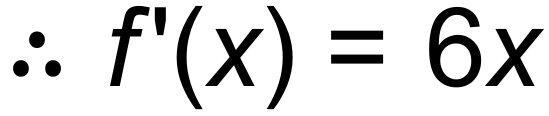 ∴ f'(x) = 6x